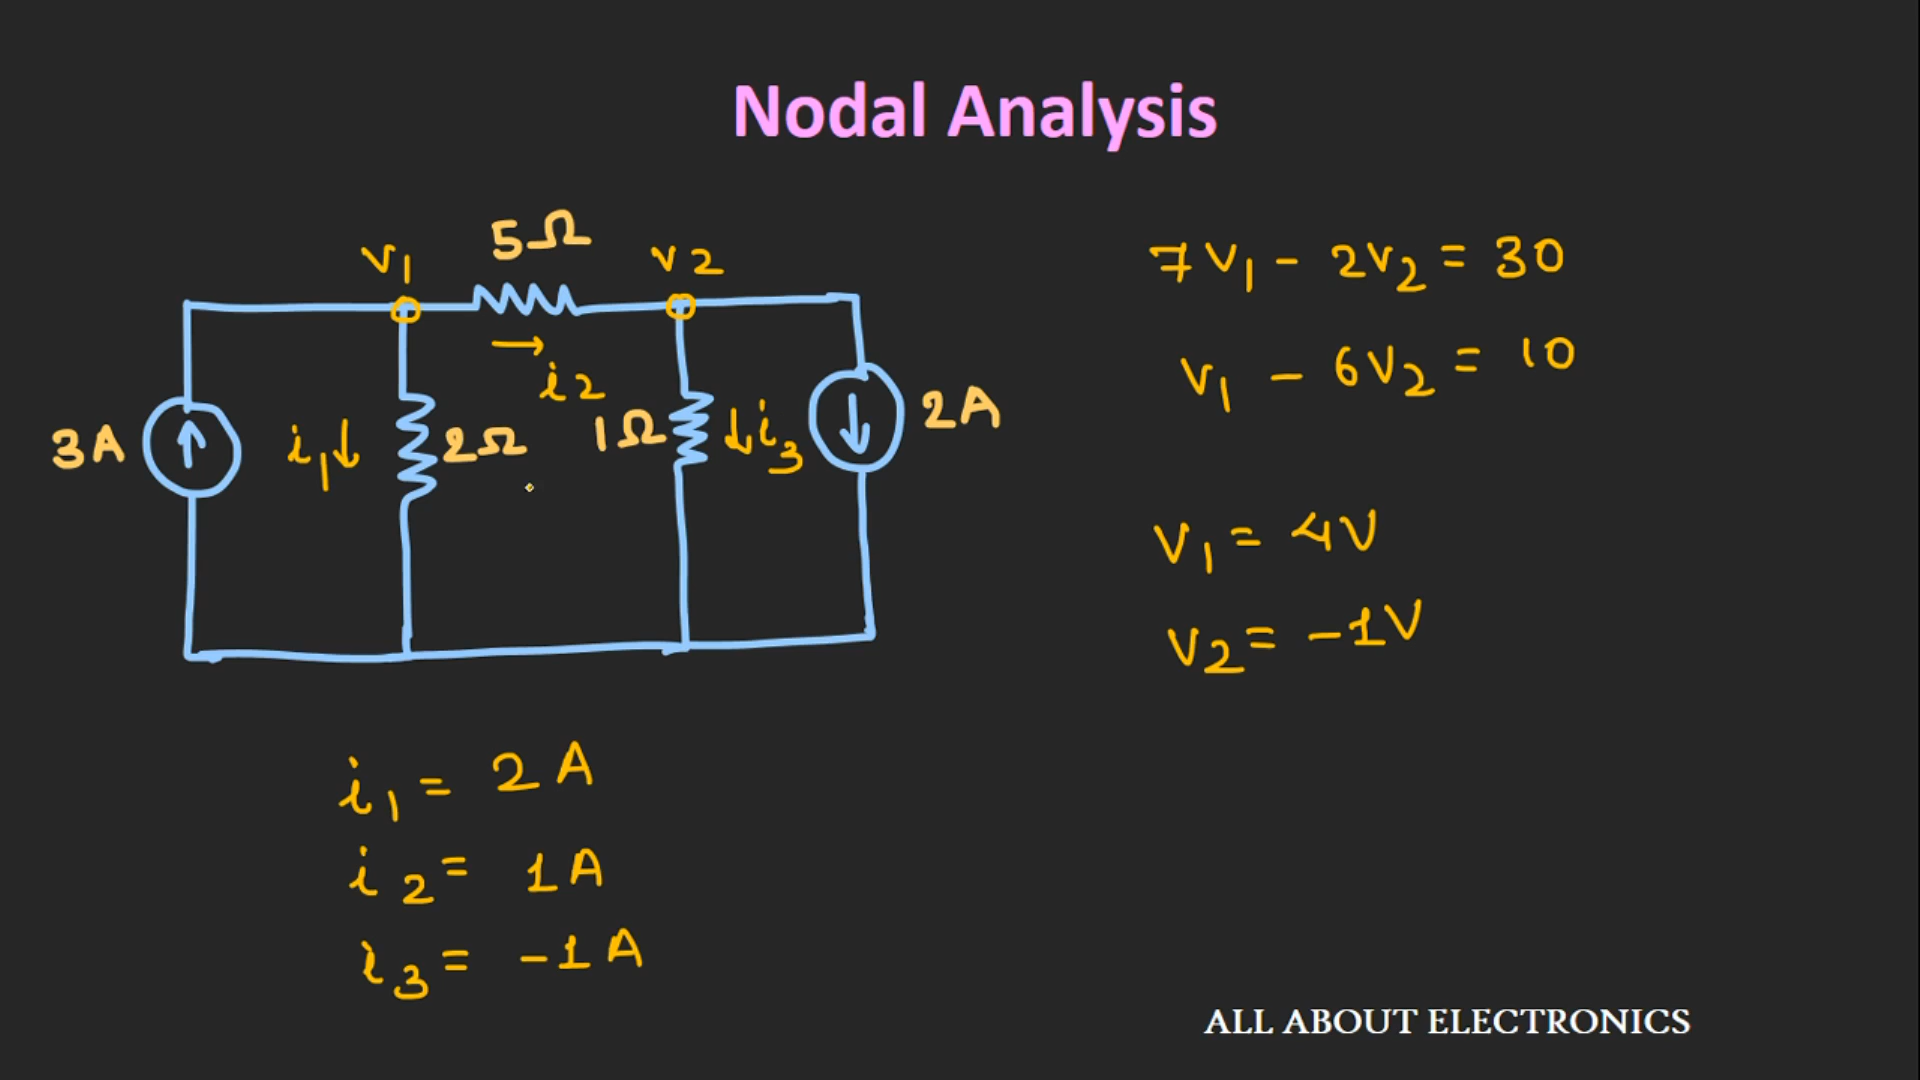 Nodal Analysis
V1 5Ω V2
i2
3A i1↓ 2Ω 1Ω ↓i3 2A
7V1 - 2V2 = 30
V1 - 6V2 = 10
V1 = 4V
V2 = -1V
i1 = 2A
i2 = 1A
i3 = -1A
ALL ABOUT ELECTRONICS